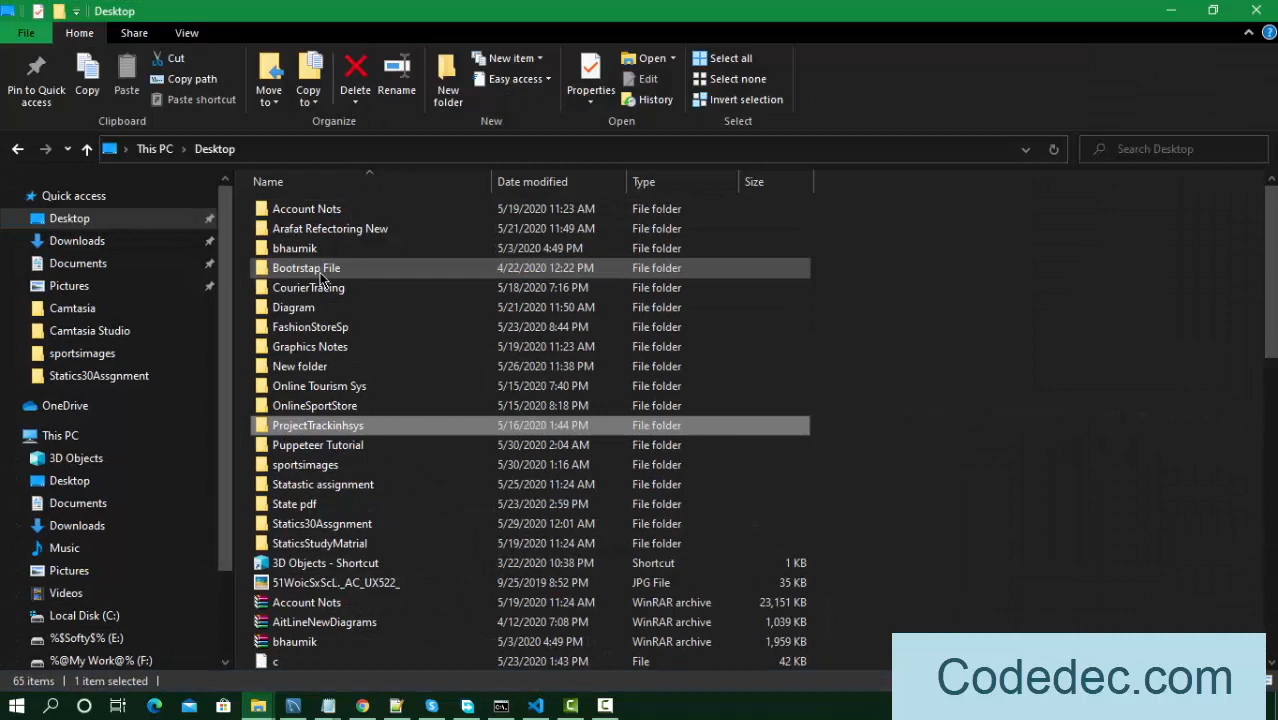 Desktop
File Home Share View
Pin to Quick access
Copy
Paste
Cut
Copy path
Paste shortcut
Clipboard
Move to
Copy to
Delete
Rename
Organize
New folder
New item
Easy access
New
Properties
Open
Edit
History
Open
Select all
Select none
Invert selection
Select
This PC > Desktop
Search Desktop
Quick access
Desktop
Downloads
Documents
Pictures
Camtasia
Camtasia Studio
sportsimages
Statics30Assgnment
OneDrive
This PC
3D Objects
Desktop
Documents
Downloads
Music
Pictures
Videos
Local Disk (C:)
%$Softy$% (E:)
%@My Work@% (F:)
Name Date modified Type Size
Account Nots 5/19/2020 11:23 AM File folder
Arafat Refectoring New 5/21/2020 11:49 AM File folder
bhaumik 5/3/2020 4:49 PM File folder
Bootrstap File 4/22/2020 12:22 PM File folder
CourierTracing 5/18/2020 7:16 PM File folder
Diagram 5/21/2020 11:50 AM File folder
FashionStoreSp 5/23/2020 8:44 PM File folder
Graphics Notes 5/19/2020 11:23 AM File folder
New folder 5/26/2020 11:38 PM File folder
Online Tourism Sys 5/15/2020 7:40 PM File folder
OnlineSportStore 5/15/2020 8:18 PM File folder
ProjectTrackinhsys 5/16/2020 1:44 PM File folder
Puppeteer Tutorial 5/30/2020 2:04 AM File folder
sportsimages 5/30/2020 1:16 AM File folder
Statastic assignment 5/25/2020 11:24 AM File folder
State pdf 5/23/2020 2:59 PM File folder
Statics30Assgnment 5/29/2020 12:01 AM File folder
StaticsStudyMatrial 5/19/2020 11:24 AM File folder
3D Objects - Shortcut 3/22/2020 10:38 PM Shortcut 1 KB
51WoicSxScL._AC_UX522_ 9/25/2019 8:52 PM JPG File 35 KB
Account Nots 5/19/2020 11:24 AM WinRAR archive 23,151 KB
AitLineNewDiagrams 4/12/2020 7:08 PM WinRAR archive 1,039 KB
bhaumik 5/3/2020 4:49 PM WinRAR archive 1,959 KB
c 5/23/2020 1:43 PM File 42 KB
65 items 1 item selected
Codedec.com